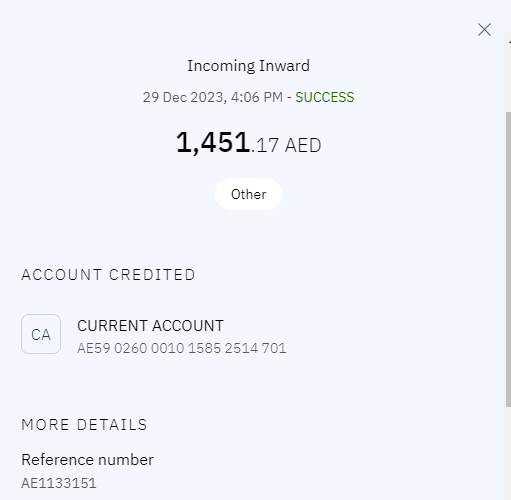 Incoming Inward
29 Dec 2023, 4:06 PM - SUCCESS
1,451.17 AED
Other
ACCOUNT CREDITED
CA
CURRENT ACCOUNT
AE59 0260 0010 1585 2514 701
MORE DETAILS
Reference number
AE1133151